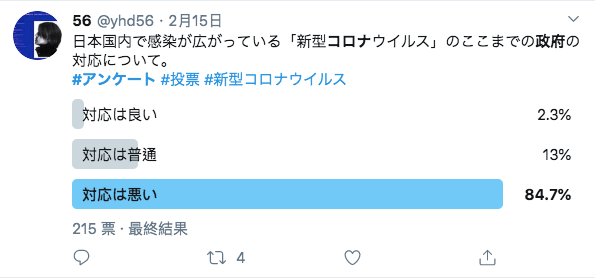 56 @yhd56・2月15日
日本国内で感染が広がっている「新型コロナウイルス」のここまでの政府の
対応について。
#アンケート #投票 #新型コロナウイルス
対応は良い 2.3%
対応は普通 13%
対応は悪い 84.7%
215 票・最終結果
4